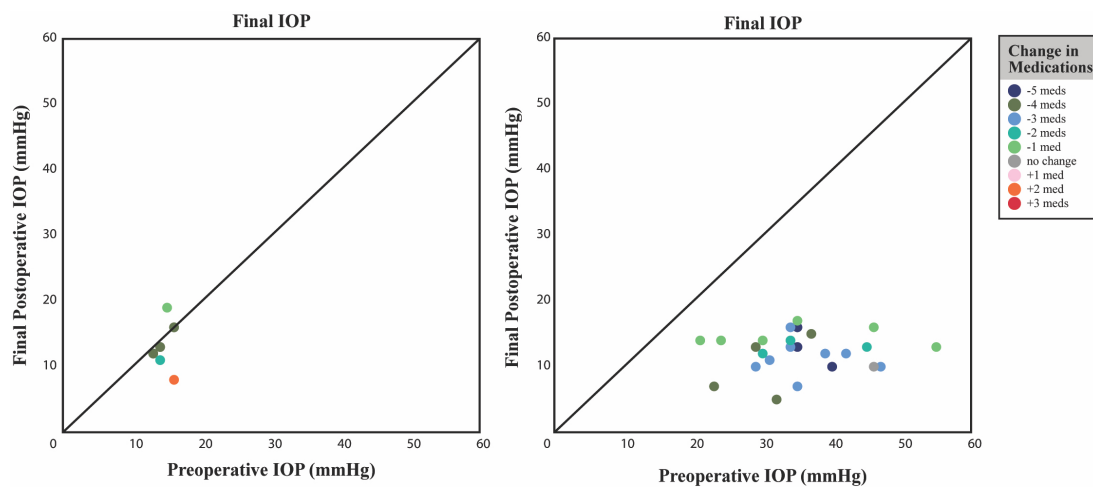 Final IOP
60
50
40
30
20
10
0
0
10
20
30
40
50
60
Final Postoperative IOP (mmHg)
Preoperative IOP (mmHg)
Final IOP
60
50
40
30
20
10
0
10
20
30
40
50
60
Final Postoperative IOP (mmHg)
Preoperative IOP (mmHg)
Change in
Medications
-5 meds
-4 meds
-3 meds
-2 meds
-1 med
no change
+1 med
+2 med
+3 meds